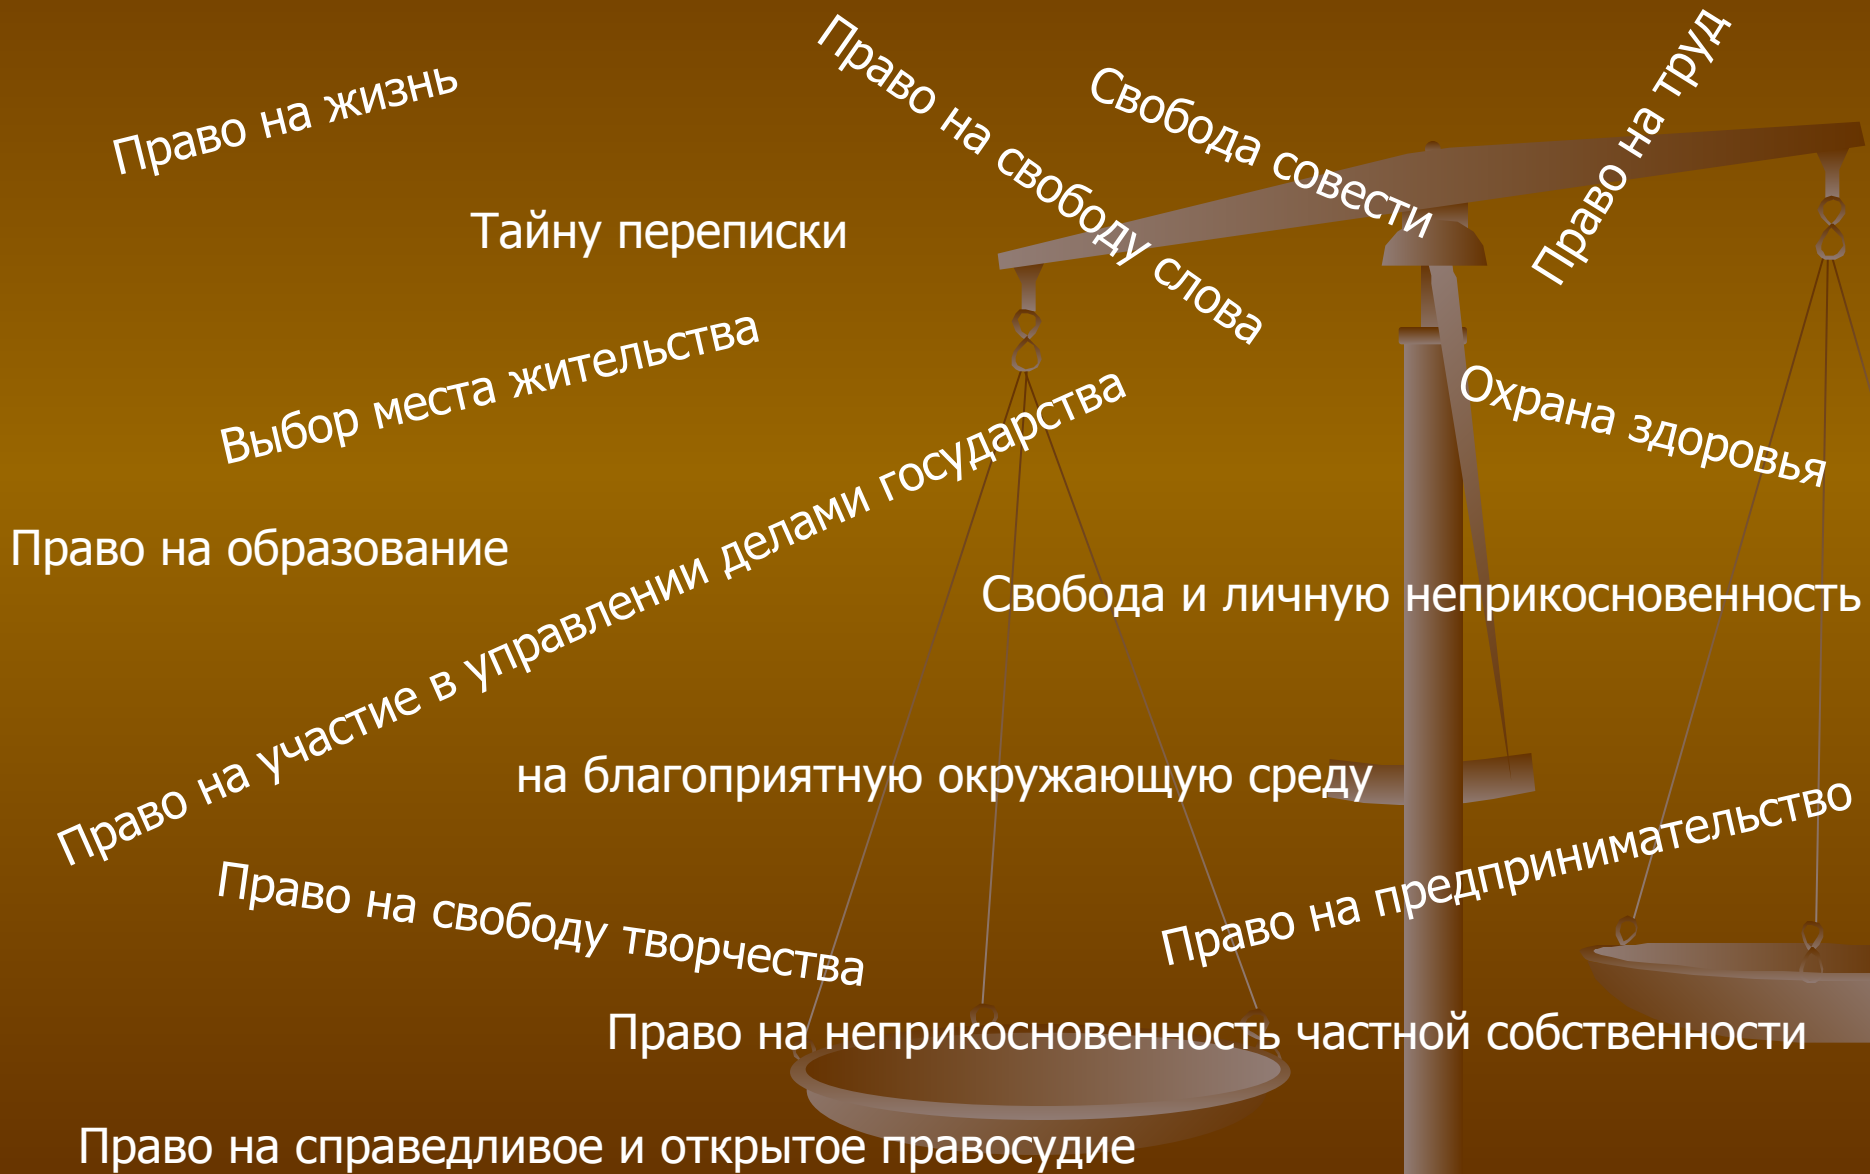 Право на жизнь
Право на свободу слова
Свобода совести
Право на труд
Тайну переписки
Выбор места жительства
Охрана здоровья
Право на образование
Право на участие в управлении делами государства
Свобода и личную неприкосновенность
на благоприятную окружающую среду
Право на свободу творчества
Право на предпринимательство
Право на неприкосновенность частной собственности
Право на справедливое и открытое правосудие